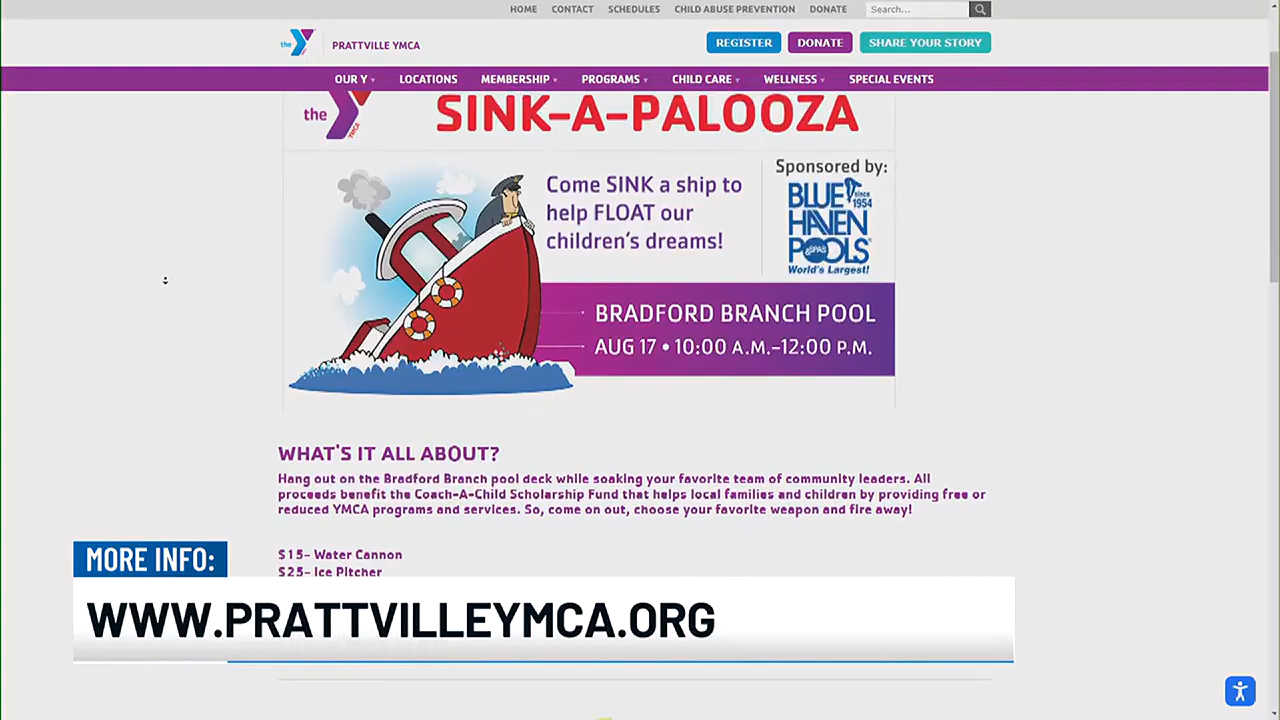 HOME CONTACT SCHEDULES CHILD ABUSE PREVENTION DONATE Search...
the Y PRATTVILLE YMCA REGISTER DONATE SHARE YOUR STORY
OUR Y LOCATIONS MEMBERSHIP PROGRAMS CHILD CARE WELLNESS SPECIAL EVENTS
the Y YMCA SINK-A-PALOOZA
Come SINK a ship to
help FLOAT our
children's dreams!
Sponsored by:
BLUE since 1954
HAVEN
POOLS & SPAS
World's Largest!
BRADFORD BRANCH POOL
AUG 17 • 10:00 A.M.–12:00 P.M.
WHAT'S IT ALL ABOUT?
Hang out on the Bradford Branch pool deck while soaking your favorite team of community leaders. All
proceeds benefit the Coach-A-Child Scholarship Fund that helps local families and children by providing free or
reduced YMCA programs and services. So, come on out, choose your favorite weapon and fire away!
$15- Water Cannon
$25- Ice Pitcher
MORE INFO:
WWW.PRATTVILLEYMCA.ORG